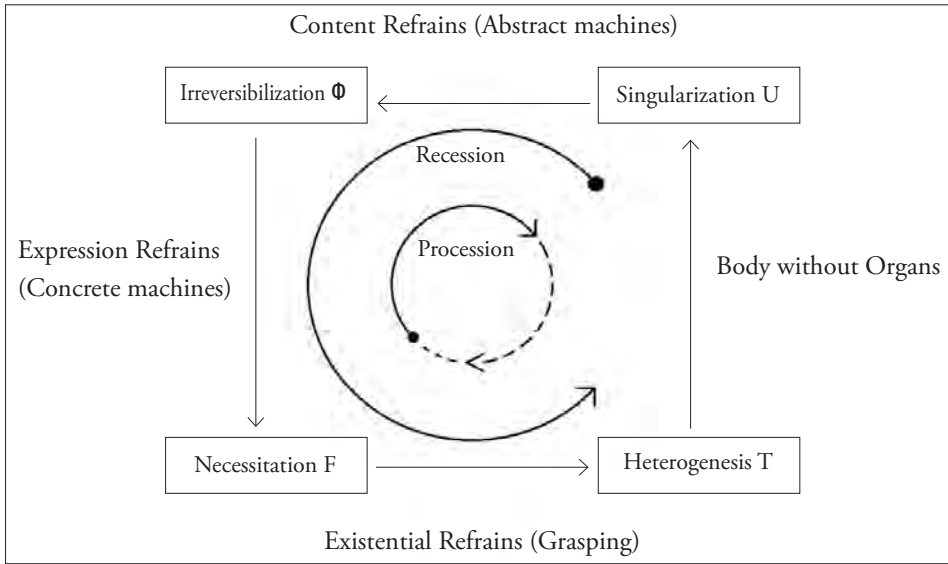 Content Refrains (Abstract machines)
Irreversibilization Φ
Singularization U
Recession
Procession
Expression Refrains
(Concrete machines)
Body without Organs
Necessitation F
Heterogenesis T
Existential Refrains (Grasping)